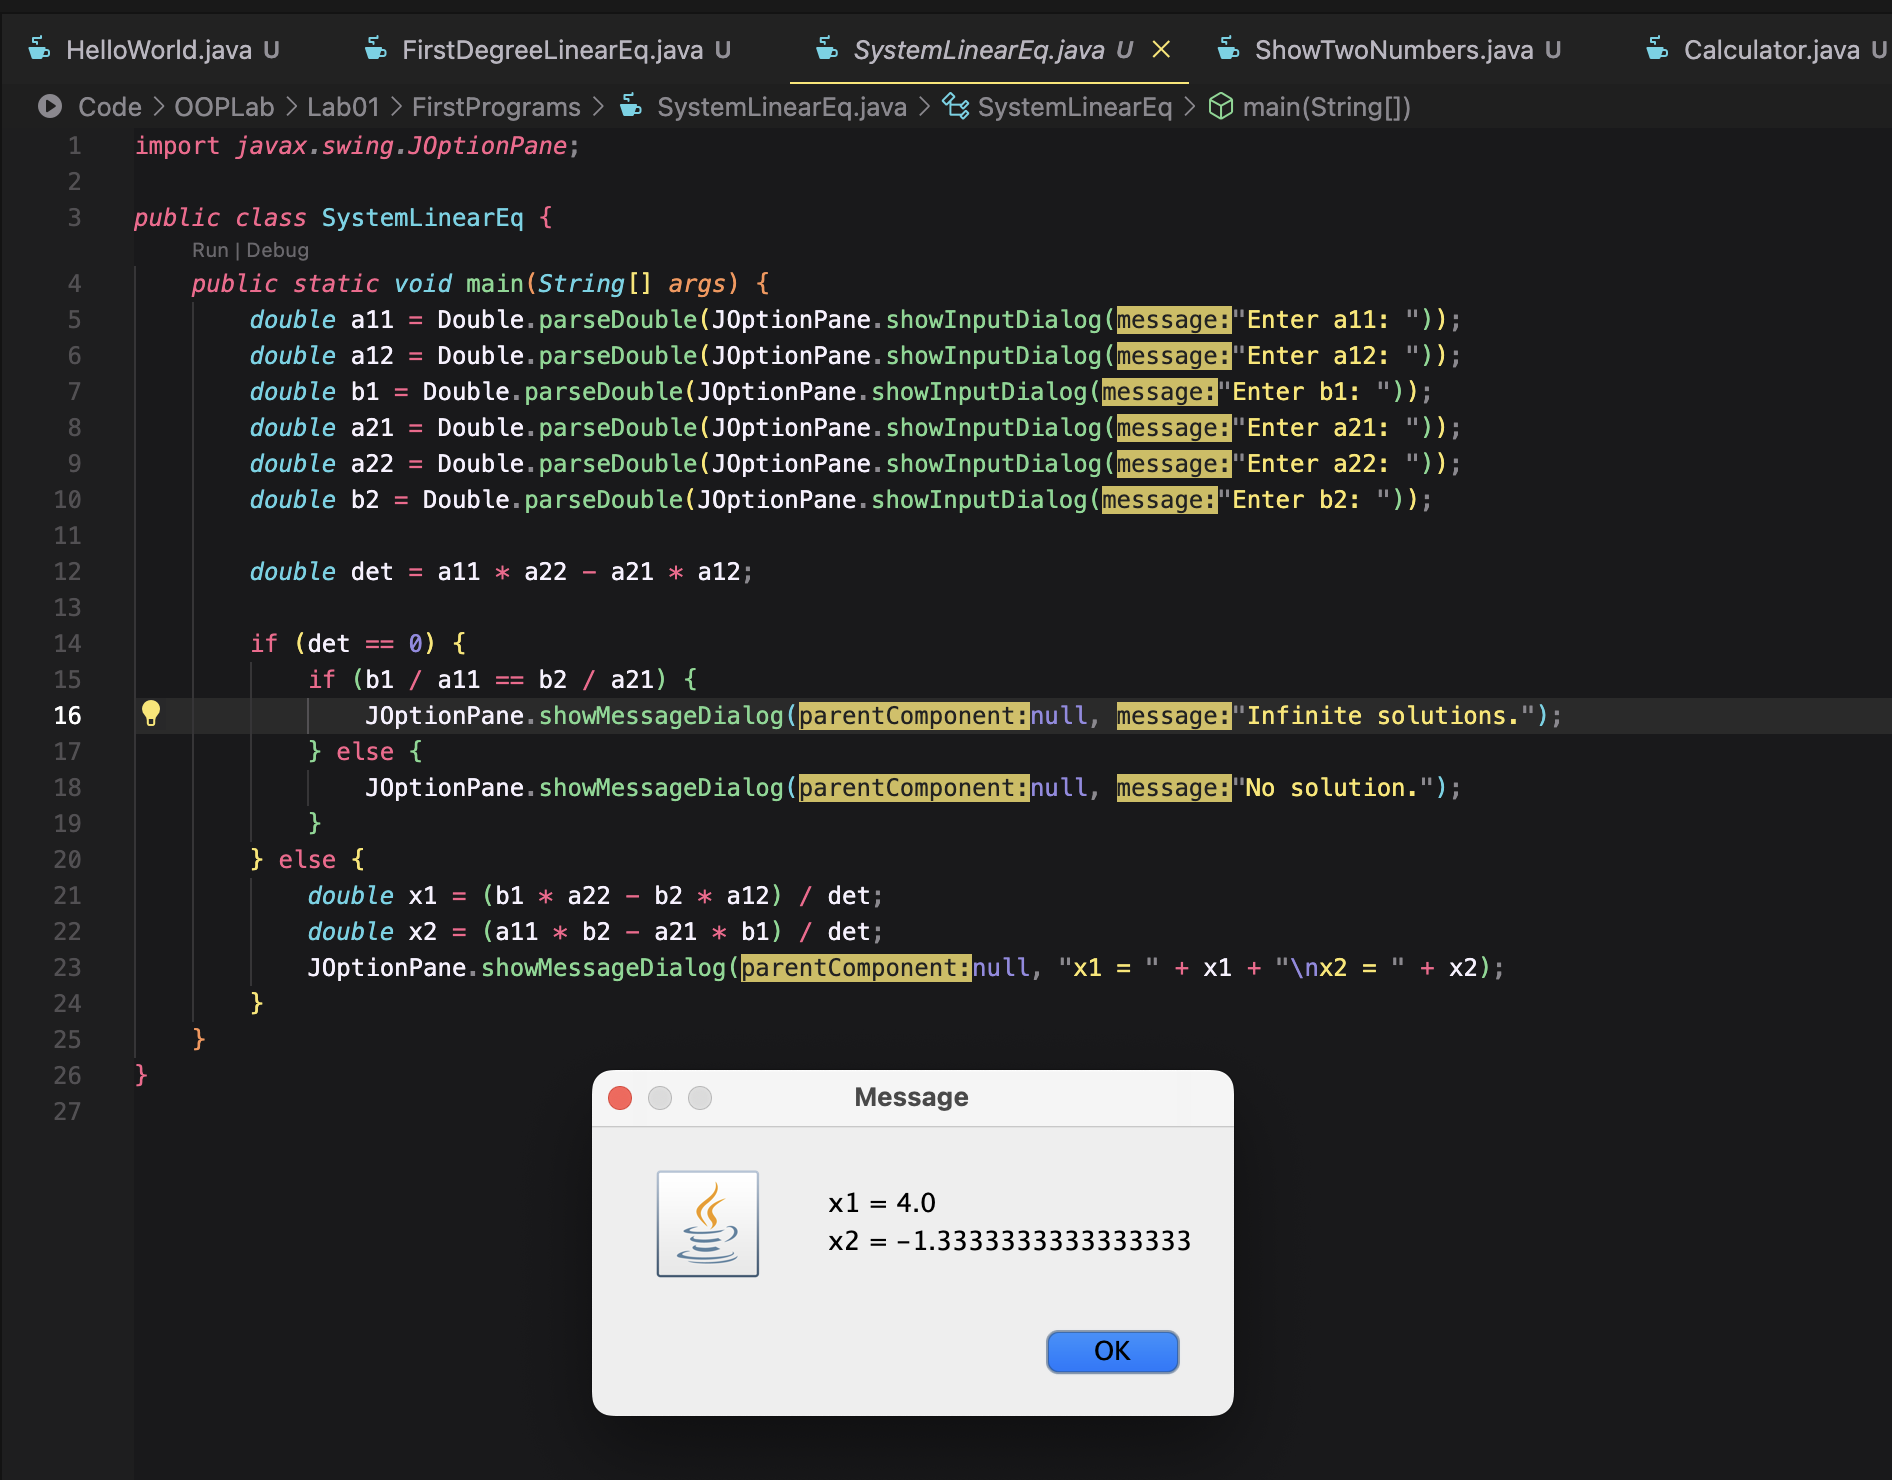 HelloWorld.java U FirstDegreeLinearEq.java U SystemLinearEq.java U ShowTwoNumbers.java U Calculator.java U
Code > OOPLab > Lab01 > FirstPrograms > SystemLinearEq.java > SystemLinearEq > main(String[])
1 import javax.swing.JOptionPane;
2
3 public class SystemLinearEq {
Run | Debug
4 public static void main(String[] args) {
5 double a11 = Double.parseDouble(JOptionPane.showInputDialog(message:"Enter a11: "));
6 double a12 = Double.parseDouble(JOptionPane.showInputDialog(message:"Enter a12: "));
7 double b1 = Double.parseDouble(JOptionPane.showInputDialog(message:"Enter b1: "));
8 double a21 = Double.parseDouble(JOptionPane.showInputDialog(message:"Enter a21: "));
9 double a22 = Double.parseDouble(JOptionPane.showInputDialog(message:"Enter a22: "));
10 double b2 = Double.parseDouble(JOptionPane.showInputDialog(message:"Enter b2: "));
11
12 double det = a11 * a22 - a21 * a12;
13
14 if (det == 0) {
15 if (b1 / a11 == b2 / a21) {
16 JOptionPane.showMessageDialog(parentComponent:null, message:"Infinite solutions.");
17 } else {
18 JOptionPane.showMessageDialog(parentComponent:null, message:"No solution.");
19 }
20 } else {
21 double x1 = (b1 * a22 - b2 * a12) / det;
22 double x2 = (a11 * b2 - a21 * b1) / det;
23 JOptionPane.showMessageDialog(parentComponent:null, "x1 = " + x1 + "\nx2 = " + x2);
24 }
25 }
26 }
27
Message
x1 = 4.0
x2 = -1.3333333333333333
OK